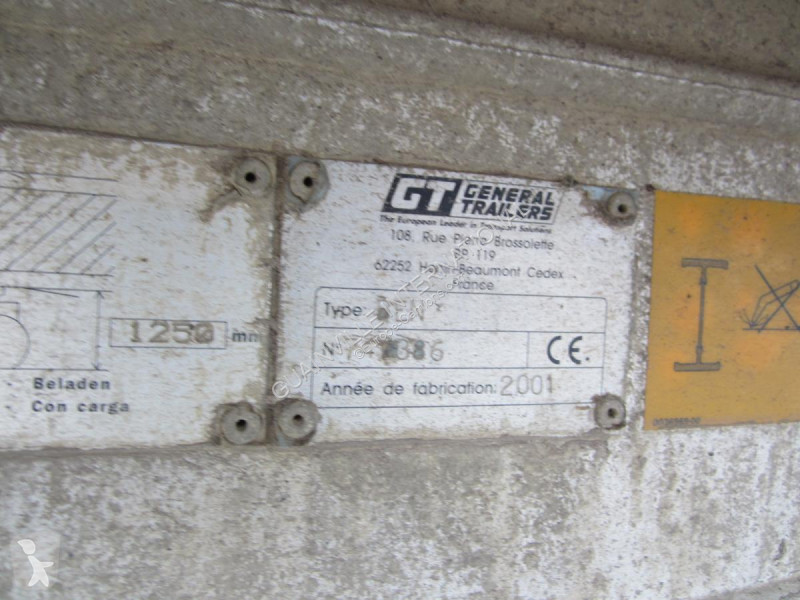 1250 mm
Beladen
Con carga
GT GENERAL TRAILERS
The European Leader in Transport Solutions
108, Rue Pierre Brossolette
BP 119
62252 Henin-Beaumont Cedex
France
Type:
N°
CE
Année de fabrication: 2001